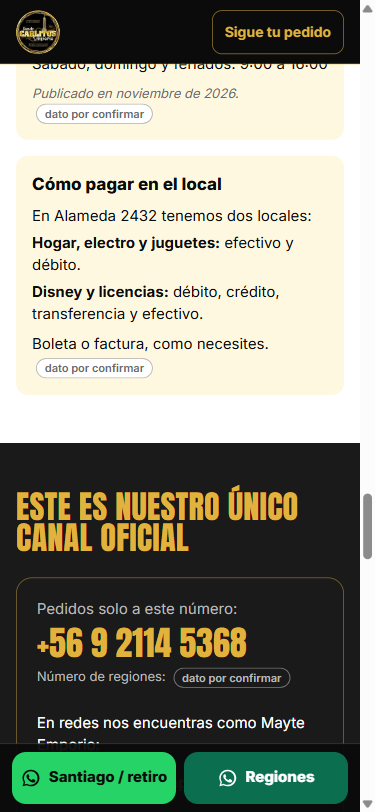 CARLITOS
Sigue tu pedido
Sábado, domingo y feriados: 9:00 a 16:00
Publicado en noviembre de 2026.
dato por confirmar
Cómo pagar en el local
En Alameda 2432 tenemos dos locales:
Hogar, electro y juguetes: efectivo y
débito.
Disney y licencias: débito, crédito,
transferencia y efectivo.
Boleta o factura, como necesites.
dato por confirmar
ESTE ES NUESTRO ÚNICO
CANAL OFICIAL
Pedidos solo a este número:
+56 9 2114 5368
Número de regiones: dato por confirmar
En redes nos encuentras como Mayte
Emporio:
Santiago / retiro
Regiones